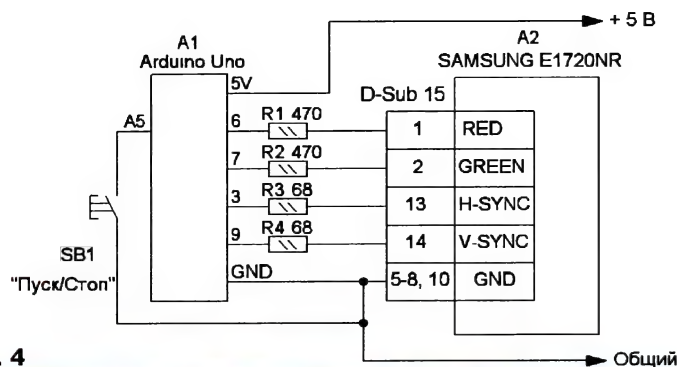 + 5 В
A1
Arduino Uno
A2
SAMSUNG E1720NR
5V
D-Sub 15
A5
6
R1 470
1
RED
7
R2 470
2
GREEN
3
R3 68
13
H-SYNC
9
R4 68
14
V-SYNC
SB1
"Пуск/Стоп"
GND
5-8, 10
GND
. 4
Общий